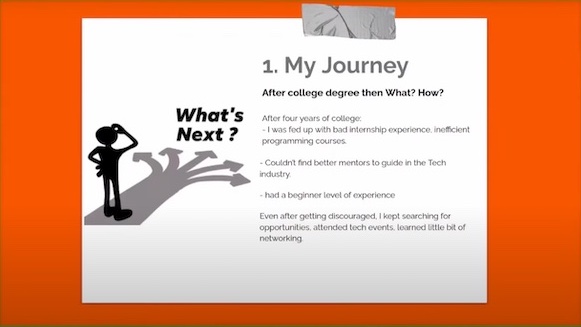 What's
Next ?
1. My Journey
After college degree then What? How?
After four years of college:
- I was fed up with bad internship experience, inefficient
programming courses.
- Couldn't find better mentors to guide in the Tech
industry.
- had a beginner level of experience
Even after getting discouraged, I kept searching for
opportunities, attended tech events, learned little bit of
networking.